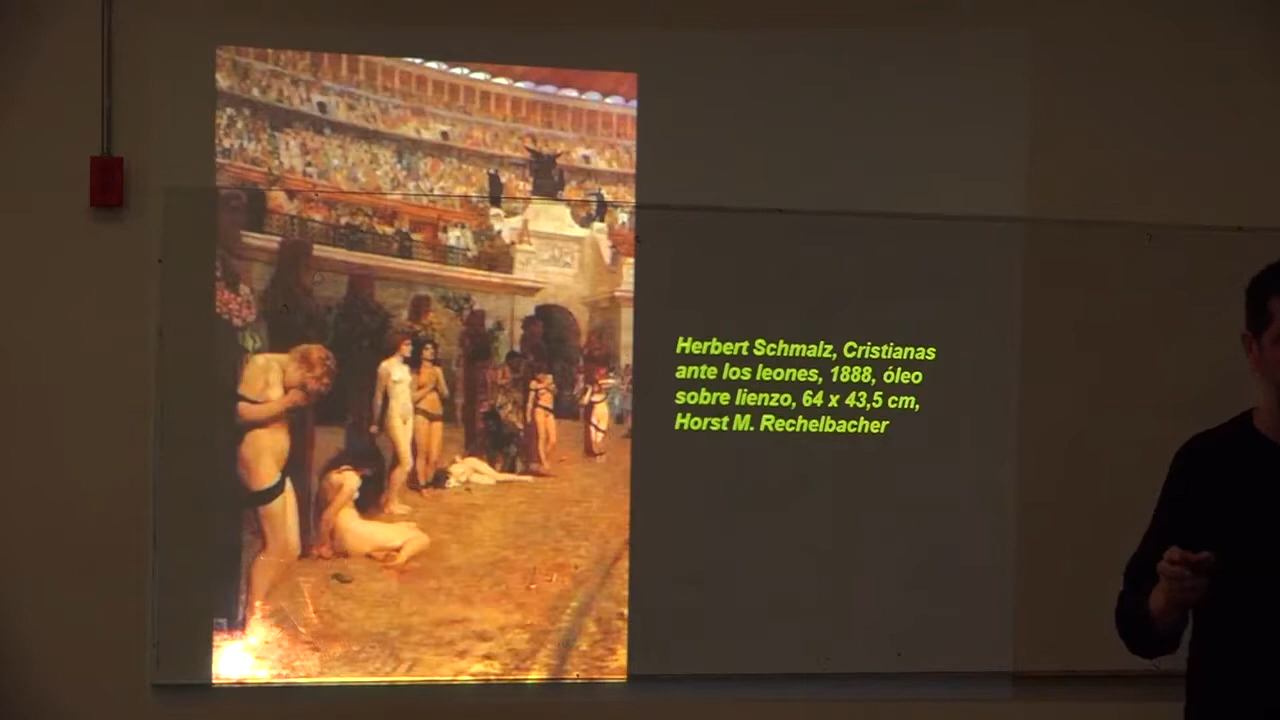 Herbert Schmalz, Cristianas
ante los leones, 1888, óleo
sobre lienzo, 64 x 43,5 cm,
Horst M. Rechelbacher